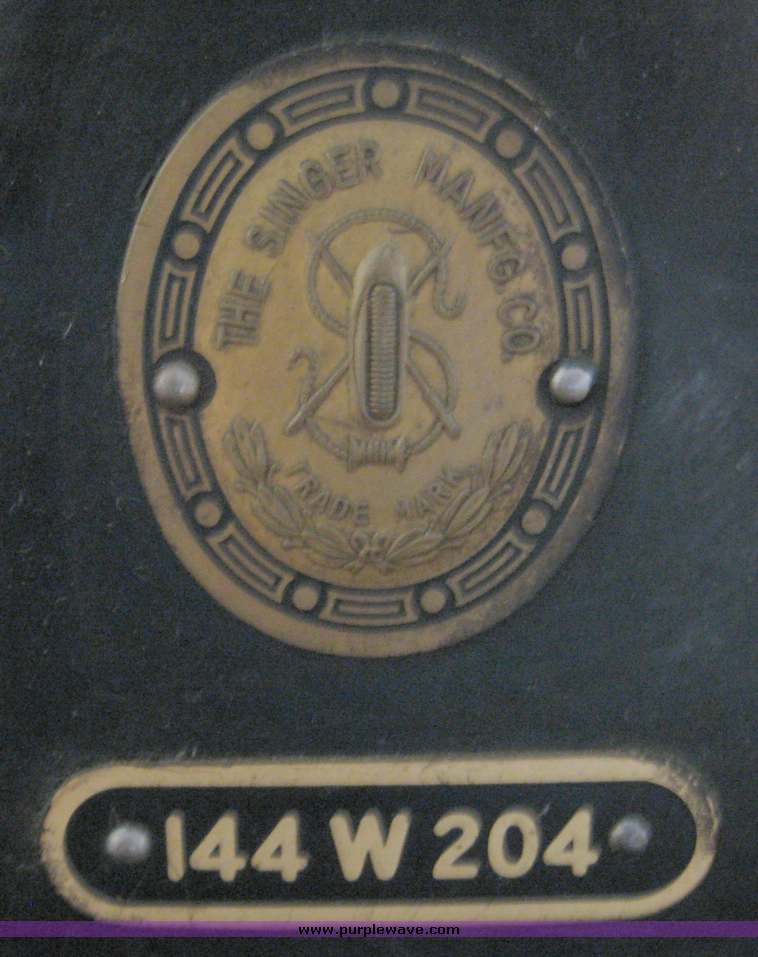 THE SINGER MANFG. CO.
TRADE MARK
144 W 204
www.purplewave.com